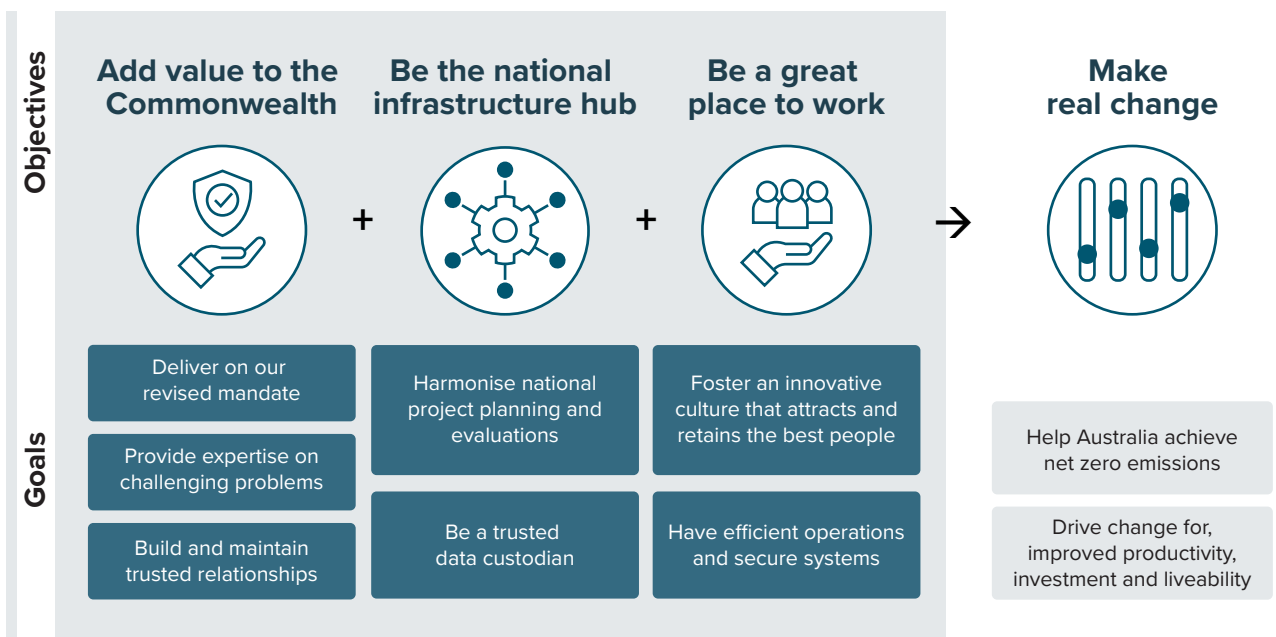 Objectives
Add value to the
Commonwealth
Be the national
infrastructure hub
Be a great
place to work
Make
real change
+
+
→
Goals
Deliver on our
revised mandate
Provide expertise on
challenging problems
Build and maintain
trusted relationships
Harmonise national
project planning and
evaluations
Be a trusted
data custodian
Foster an innovative
culture that attracts and
retains the best people
Have efficient operations
and secure systems
Help Australia achieve
net zero emissions
Drive change for,
improved productivity,
investment and liveability